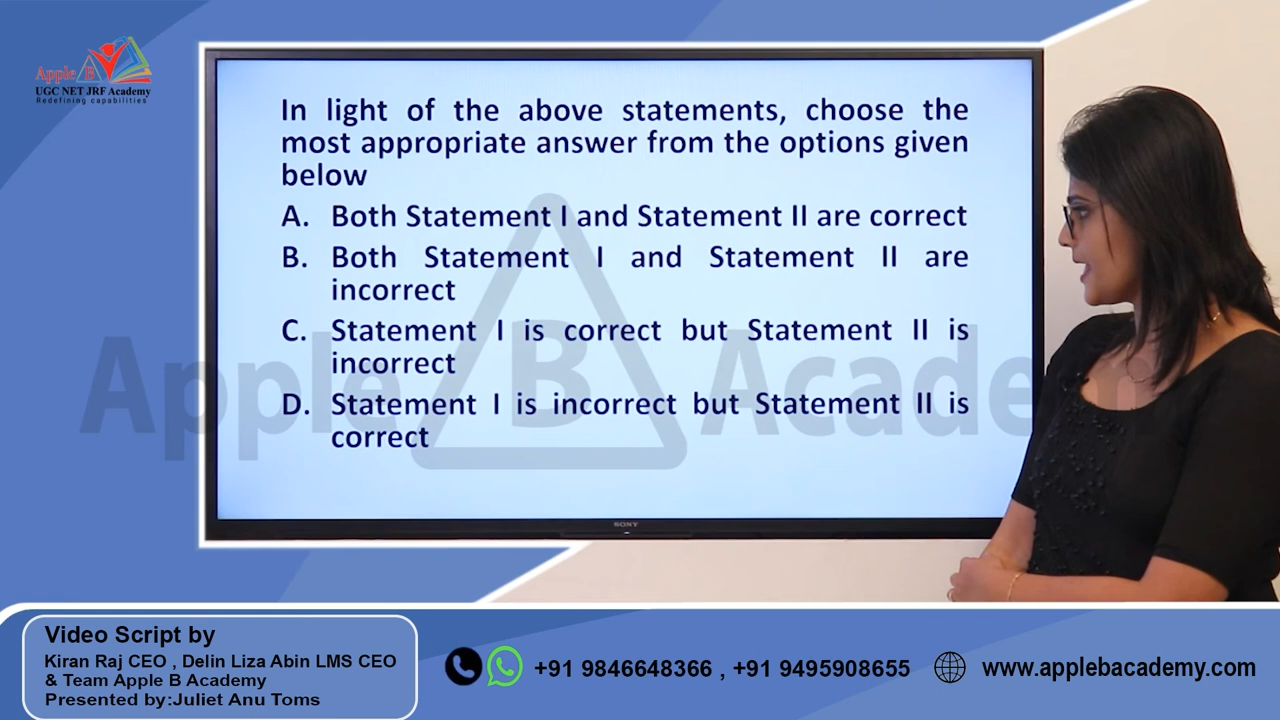 Apple B
UGC NET JRF Academy
Redefining capabilities
In light of the above statements, choose the
most appropriate answer from the options given
below
A. Both Statement I and Statement II are correct
B. Both Statement I and Statement II are
incorrect
C. Statement I is correct but Statement II is
incorrect
D. Statement I is incorrect but Statement II is
correct
Apple B Academy
SONY
Video Script by
Kiran Raj CEO , Delin Liza Abin LMS CEO
& Team Apple B Academy
Presented by:Juliet Anu Toms
+91 9846648366 , +91 9495908655
www.applebacademy.com